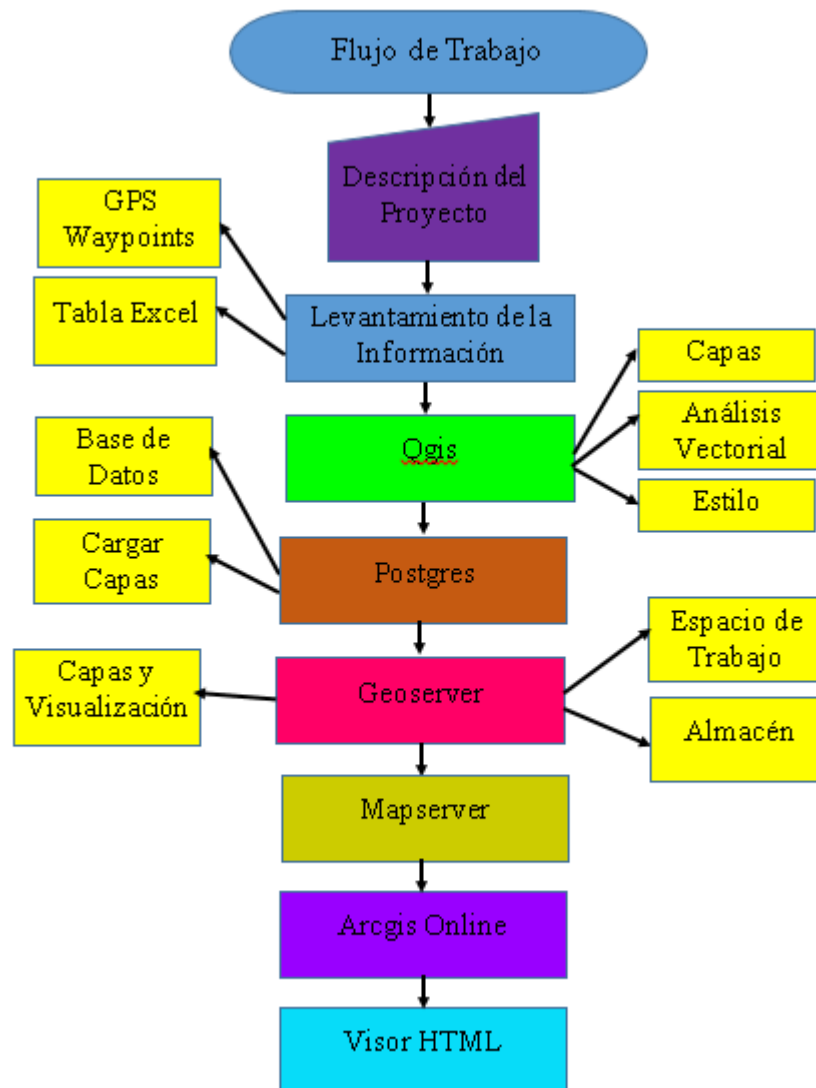 Flujo de Trabajo
Descripción del
Proyecto
GPS
Waypoints
Tabla Excel
Levantamiento de la
Información
Capas
Análisis
Vectorial
Estilo
Qgis
Base de
Datos
Cargar
Capas
Postgres
Espacio de
Trabajo
Almacén
Capas y
Visualización
Geoserver
Mapserver
Arcgis Online
Visor HTML